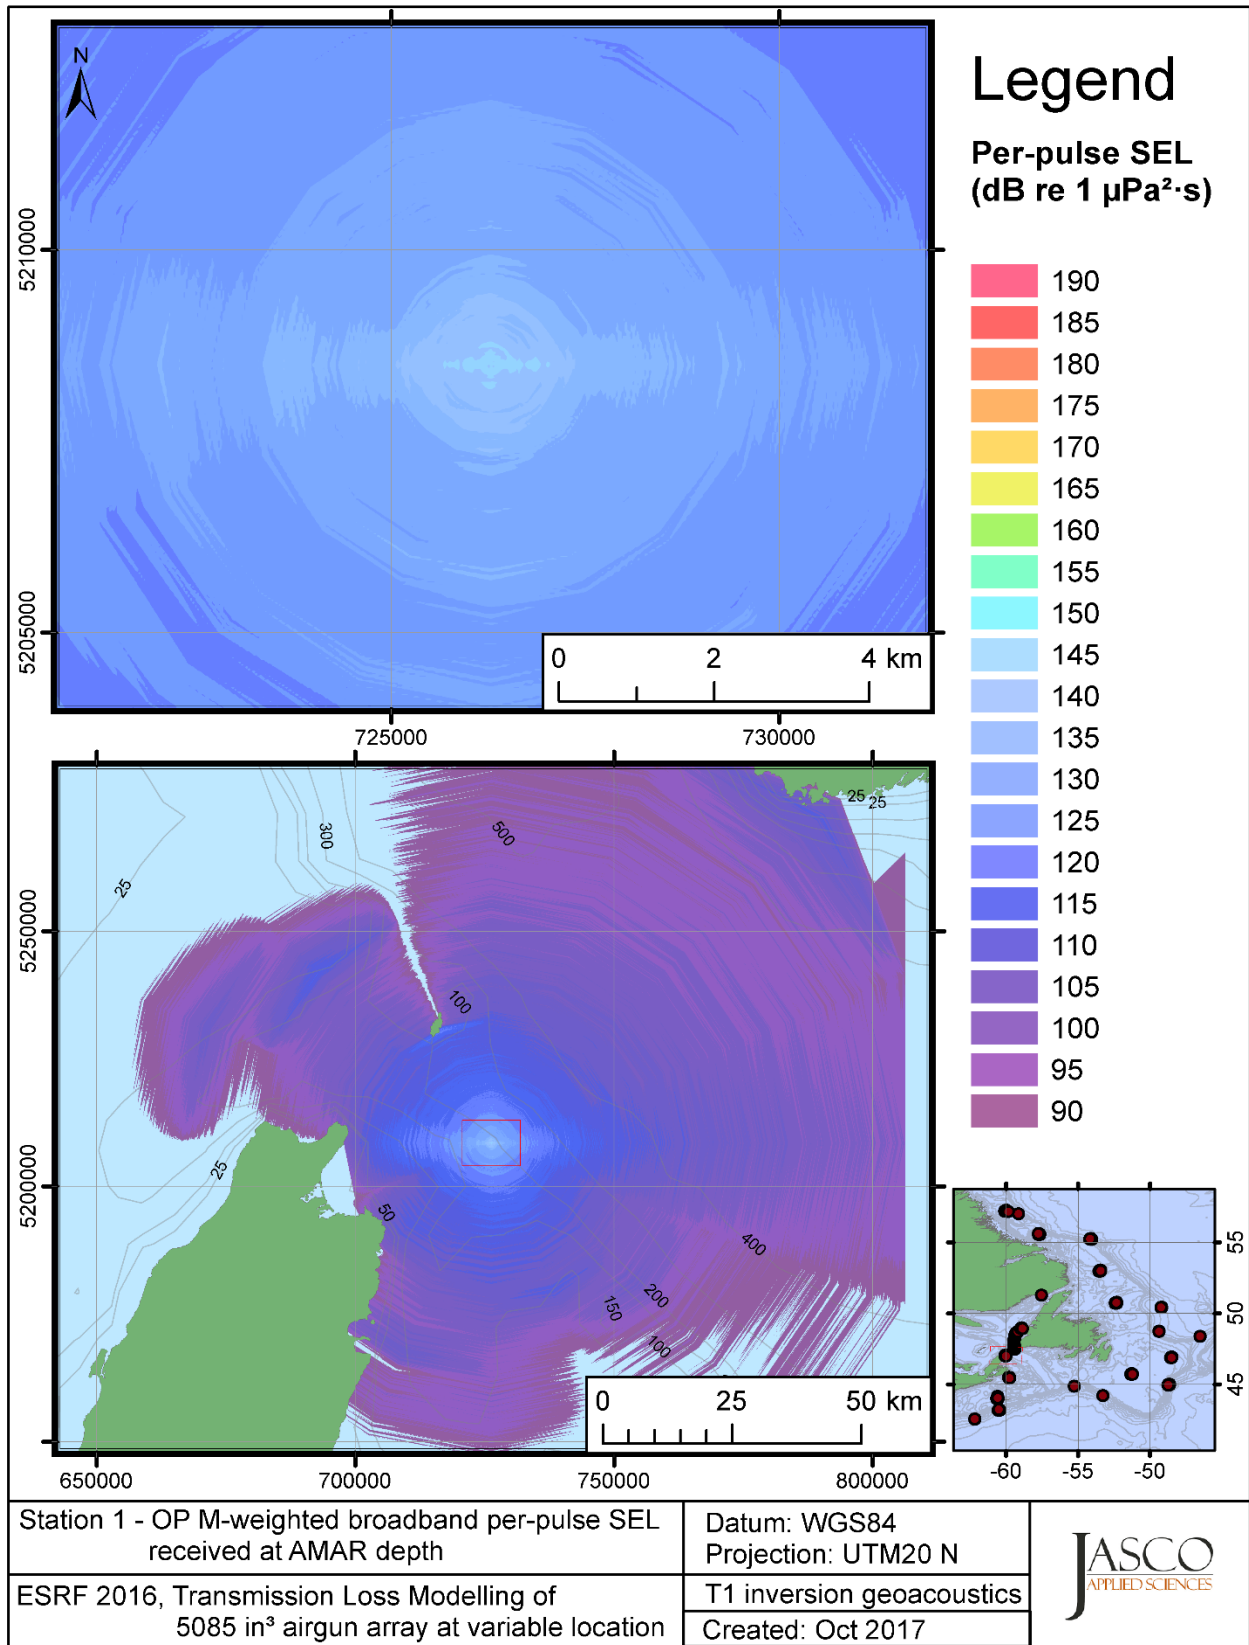 N
5210000
5205000
0 2 4 km
725000 730000
Legend
Per-pulse SEL
(dB re 1 µPa²·s)
190
185
180
175
170
165
160
155
150
145
140
135
130
125
120
115
110
105
100
95
90
25 25
300
500
25
100
25
50
400
200
150
100
5250000
5200000
0 25 50 km
650000 700000 750000 800000
55
50
45
-60 -55 -50
Station 1 - OP M-weighted broadband per-pulse SEL
received at AMAR depth
ESRF 2016, Transmission Loss Modelling of
5085 in³ airgun array at variable location
Datum: WGS84
Projection: UTM20 N
T1 inversion geoacoustics
Created: Oct 2017
JASCO
APPLIED SCIENCES